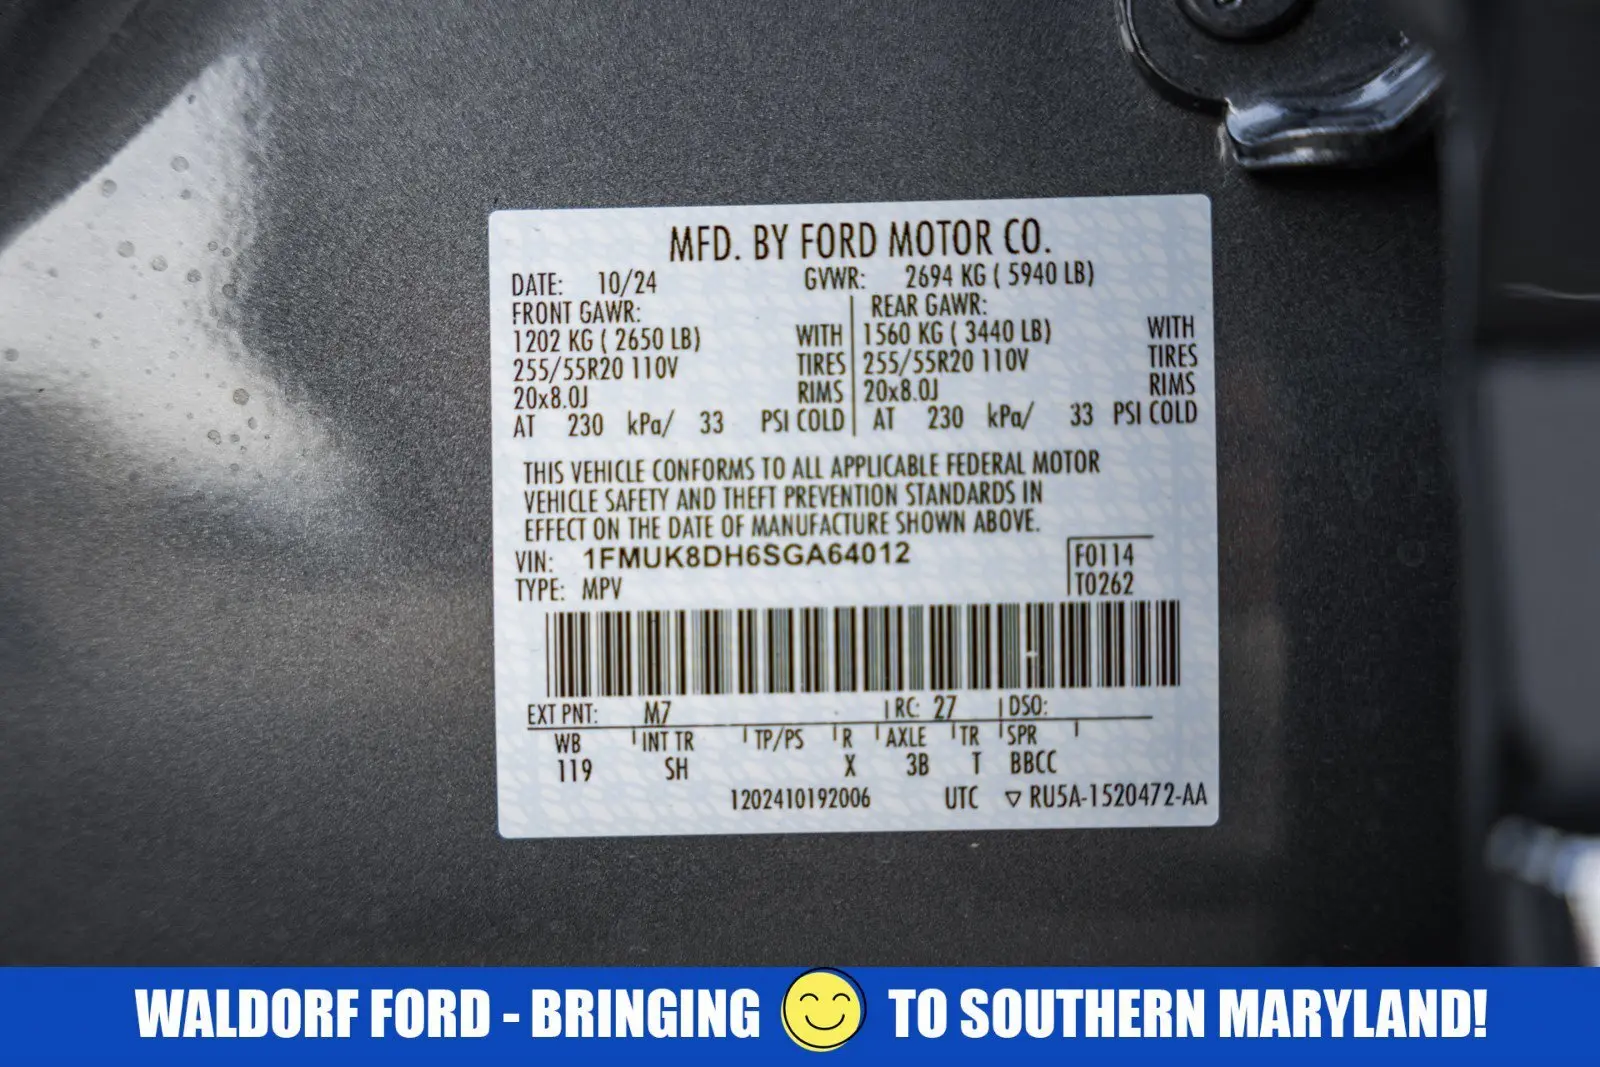 MFD. BY FORD MOTOR CO.
DATE: 10/24 GVWR: 2694 KG ( 5940 LB)
FRONT GAWR: REAR GAWR:
1202 KG ( 2650 LB) WITH 1560 KG ( 3440 LB) WITH
255/55R20 110V TIRES 255/55R20 110V TIRES
20x8.0J RIMS 20x8.0J RIMS
AT 230 kPa/ 33 PSI COLD AT 230 kPa/ 33 PSI COLD
THIS VEHICLE CONFORMS TO ALL APPLICABLE FEDERAL MOTOR
VEHICLE SAFETY AND THEFT PREVENTION STANDARDS IN
EFFECT ON THE DATE OF MANUFACTURE SHOWN ABOVE.
VIN: 1FMUK8DH6SGA64012 F0114
TYPE: MPV T0262
EXT PNT: M7 RC: 27 DSO:
WB INT TR TP/PS R AXLE TR SPR
119 SH X 3B T BBCC
1202410192006 UTC ▽ RU5A-1520472-AA
WALDORF FORD - BRINGING 😊 TO SOUTHERN MARYLAND!